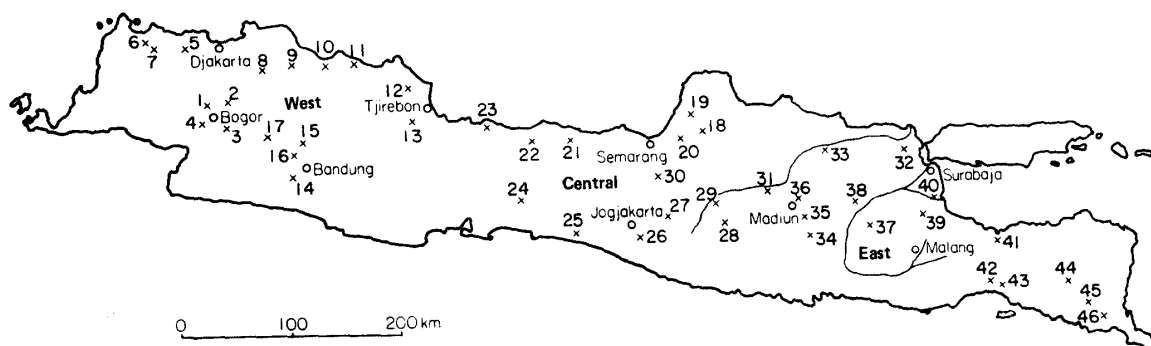 6 7 5 Djakarta 8 9 10 11
1 2 4 Bogor 3 West 12 Tjirebon 13
17 15 16 Bandung 14
23 22 21 Semarang 19 18 20
24 Central 30
25 Jogjakarta 26 27
29 28 31 36 Madiun 35 34
33 32 Surabaja 38 40
37 39 East Malang
41 42 43 44 45 46
0 100 200 km.